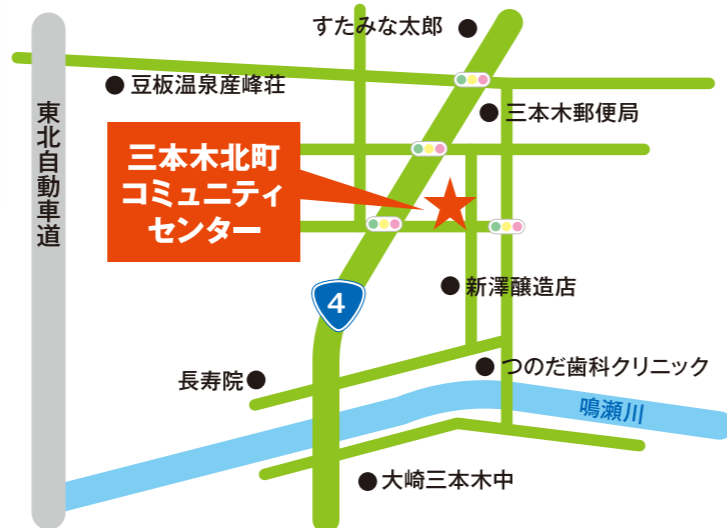 すたみな太郎
豆板温泉産峰荘
三本木郵便局
東北自動車道
三本木北町
コミュニティ
センター
新澤醸造店
4
つのだ歯科クリニック
長寿院
鳴瀬川
大崎三本木中